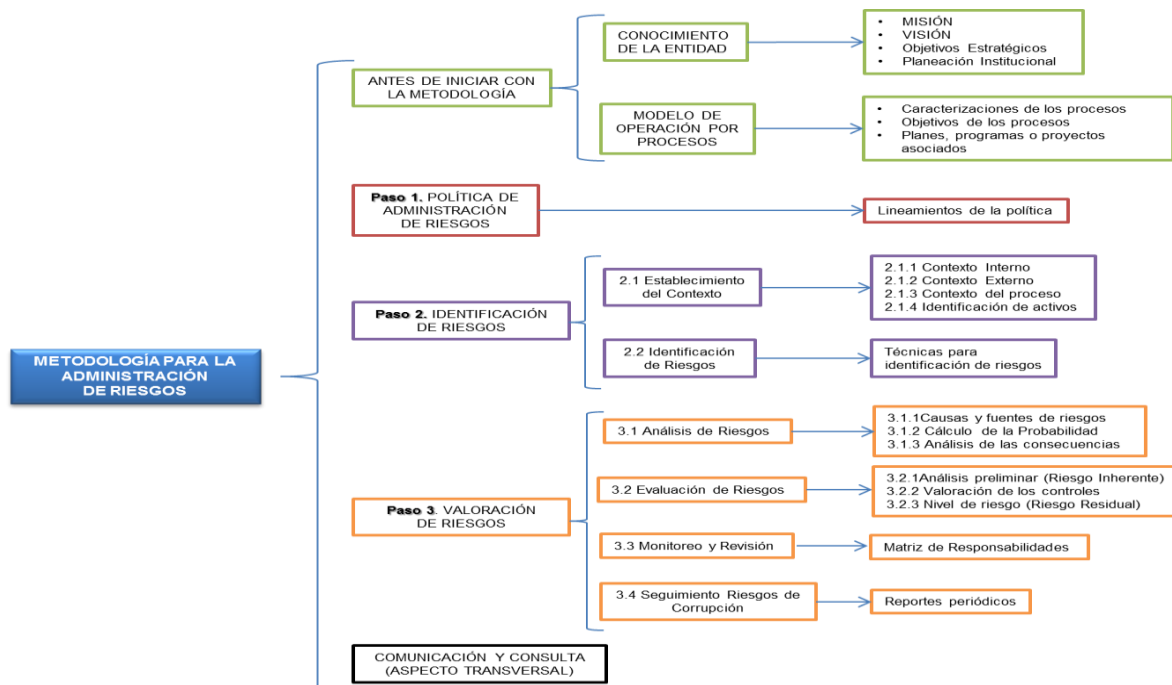 METODOLOGÍA PARA LA
ADMINISTRACIÓN
DE RIESGOS
ANTES DE INICIAR CON
LA METODOLOGÍA
CONOCIMIENTO
DE LA ENTIDAD
• MISIÓN
• VISIÓN
• Objetivos Estratégicos
• Planeación Institucional
MODELO DE
OPERACIÓN POR
PROCESOS
• Caracterizaciones de los procesos
• Objetivos de los procesos
• Planes, programas o proyectos
asociados
Paso 1. POLÍTICA DE
ADMINISTRACIÓN
DE RIESGOS
Lineamientos de la política
Paso 2. IDENTIFICACIÓN
DE RIESGOS
2.1 Establecimiento
del Contexto
2.1.1 Contexto Interno
2.1.2 Contexto Externo
2.1.3 Contexto del proceso
2.1.4 Identificación de activos
2.2 Identificación
de Riesgos
Técnicas para
identificación de riesgos
Paso 3. VALORACIÓN
DE RIESGOS
3.1 Análisis de Riesgos
3.1.1Causas y fuentes de riesgos
3.1.2 Cálculo de la Probabilidad
3.1.3 Análisis de las consecuencias
3.2 Evaluación de Riesgos
3.2.1Análisis preliminar (Riesgo Inherente)
3.2.2 Valoración de los controles
3.2.3 Nivel de riesgo (Riesgo Residual)
3.3 Monitoreo y Revisión
Matriz de Responsabilidades
3.4 Seguimiento Riesgos de
Corrupción
Reportes periódicos
COMUNICACIÓN Y CONSULTA
(ASPECTO TRANSVERSAL)